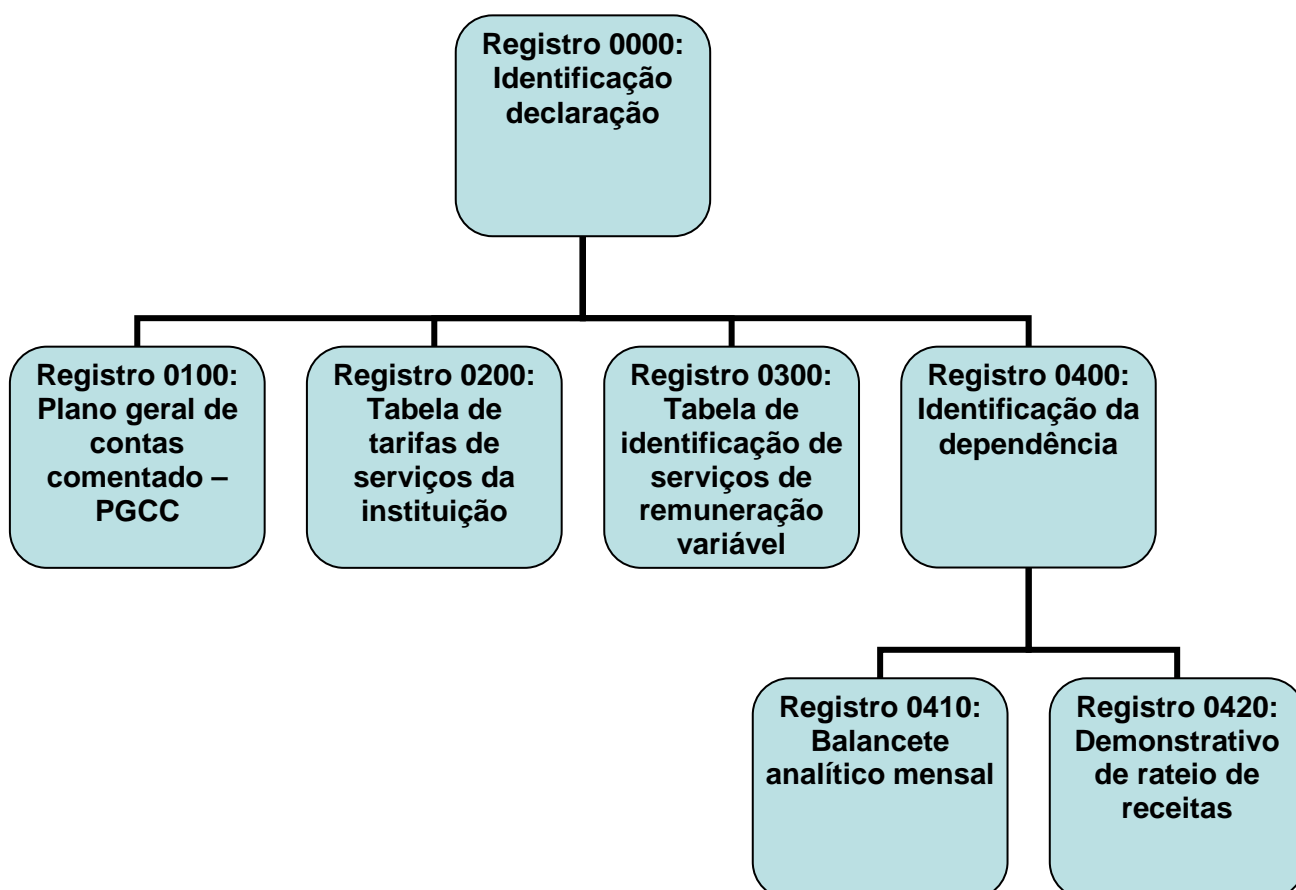 Registro 0000:
Identificação
declaração
Registro 0100:
Plano geral de
contas
comentado –
PGCC
Registro 0200:
Tabela de
tarifas de
serviços da
instituição
Registro 0300:
Tabela de
identificação de
serviços de
remuneração
variável
Registro 0400:
Identificação da
dependência
Registro 0410:
Balancete
analítico mensal
Registro 0420:
Demonstrativo
de rateio de
receitas